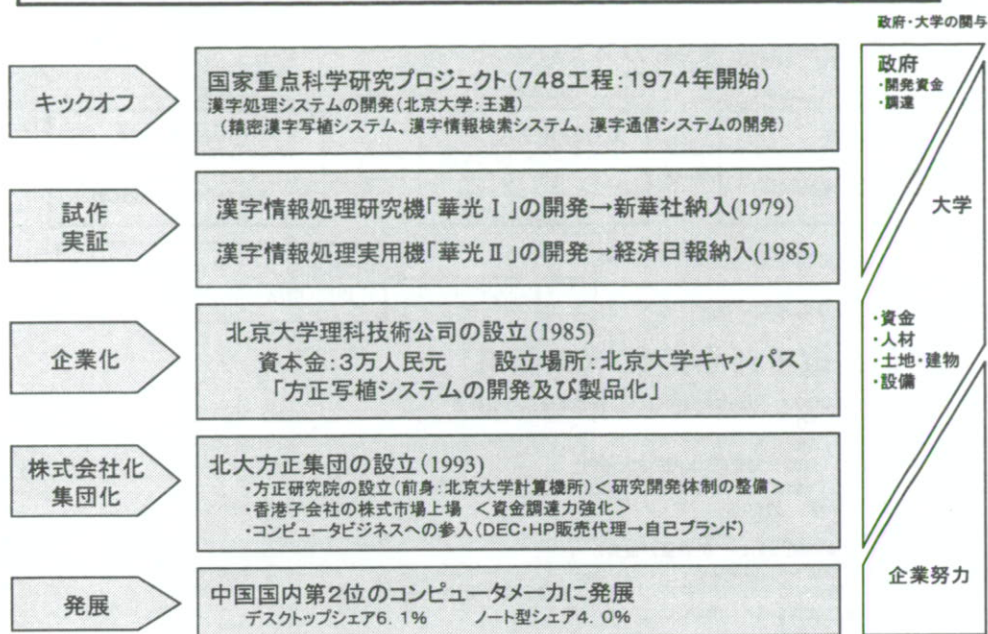 政府・大学の関与
キックオフ
国家重点科学研究プロジェクト(748工程:1974年開始)
漢字処理システムの開発(北京大学:王選)
(精密漢字写植システム、漢字情報検索システム、漢字通信システムの開発)
政府
・開発資金
・調達
大学
試作
実証
漢字情報処理研究機「華光Ⅰ」の開発→新華社納入(1979)
漢字情報処理実用機「華光Ⅱ」の開発→経済日報納入(1985)
企業化
北京大学理科技術公司の設立(1985)
資本金:3万人民元 設立場所:北京大学キャンパス
「方正写植システムの開発及び製品化」
・資金
・人材
・土地・建物
・設備
株式会社化
集団化
北大方正集団の設立(1993)
・方正研究院の設立(前身:北京大学計算機所)<研究開発体制の整備>
・香港子会社の株式市場上場 <資金調達力強化>
・コンピュータビジネスへの参入(DEC・HP販売代理→自己ブランド)
発展
中国国内第2位のコンピュータメーカに発展
デスクトップシェア6.1% ノート型シェア4.0%
企業努力